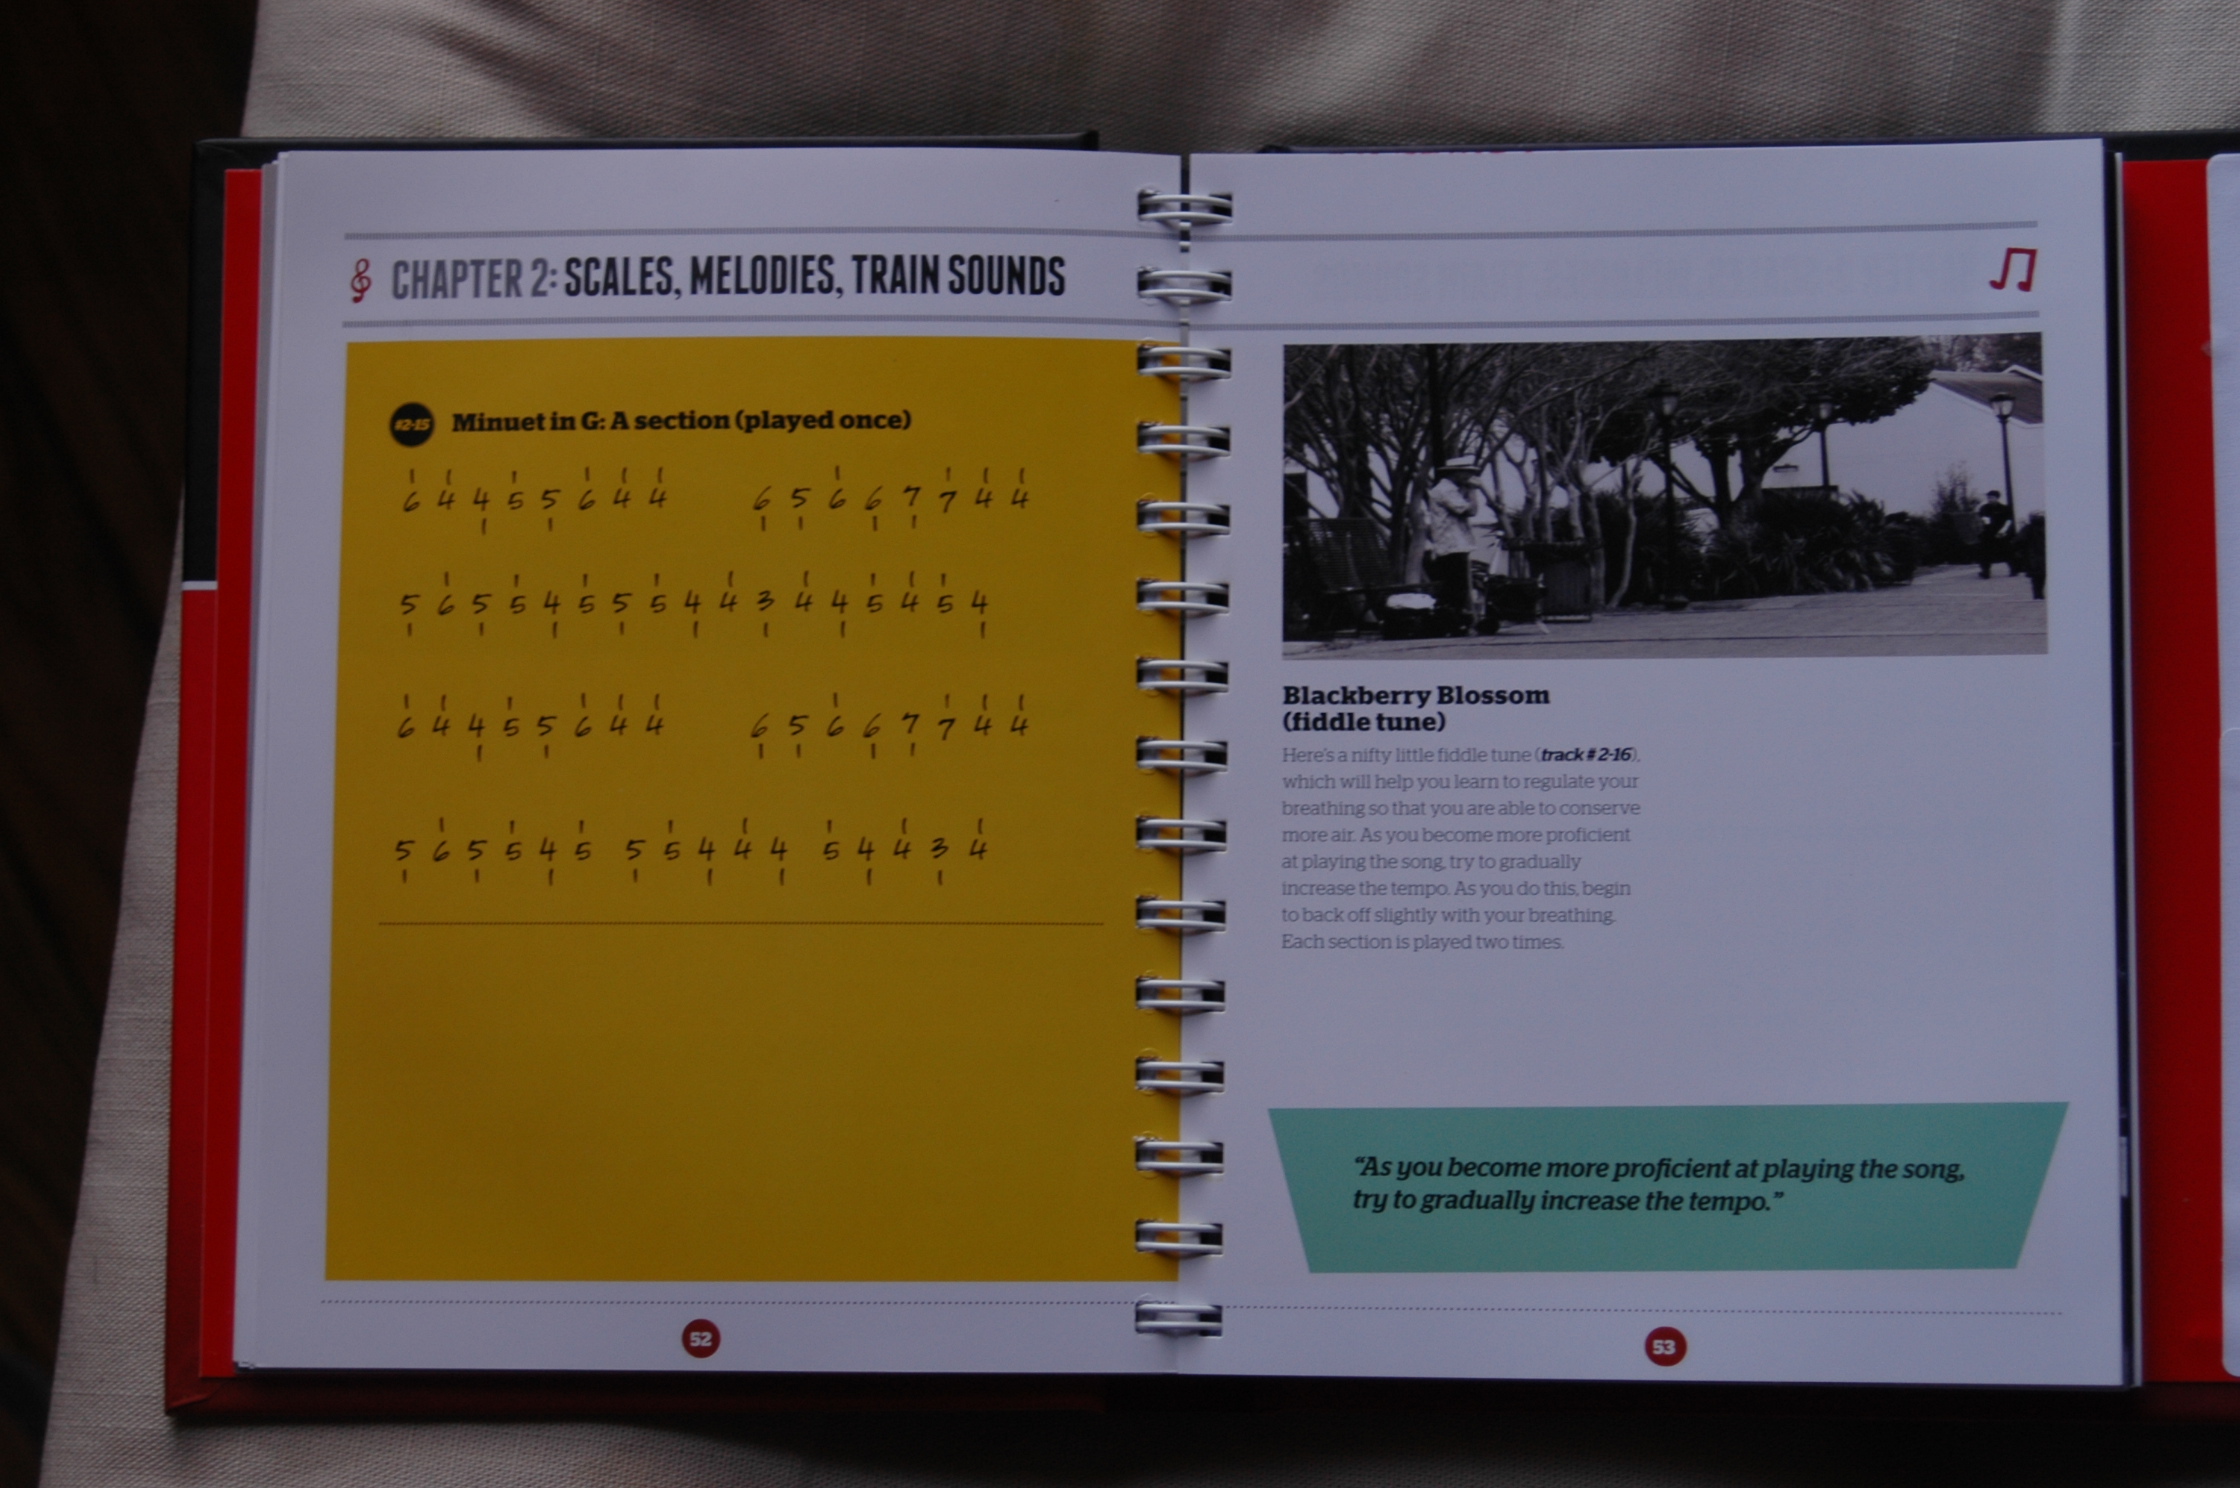 CHAPTER 2: SCALES, MELODIES, TRAIN SOUNDS
#2-15 Minuet in G: A section (played once)
6 4 4 5 5 6 4 4 6 5 6 6 7 7 4 4
5 6 5 5 4 5 5 5 4 4 3 4 4 5 4 5 4
6 4 4 5 5 6 4 4 6 5 6 6 7 7 4 4
5 6 5 5 4 5 5 5 4 4 4 5 4 4 3 4
52
Blackberry Blossom
(fiddle tune)
Here's a nifty little fiddle tune (track #2-16),
which will help you learn to regulate your
breathing so that you are able to conserve
more air. As you become more proficient
at playing the song, try to gradually
increase the tempo. As you do this, begin
to back off slightly with your breathing.
Each section is played two times.
“As you become more proficient at playing the song,
try to gradually increase the tempo.”
53